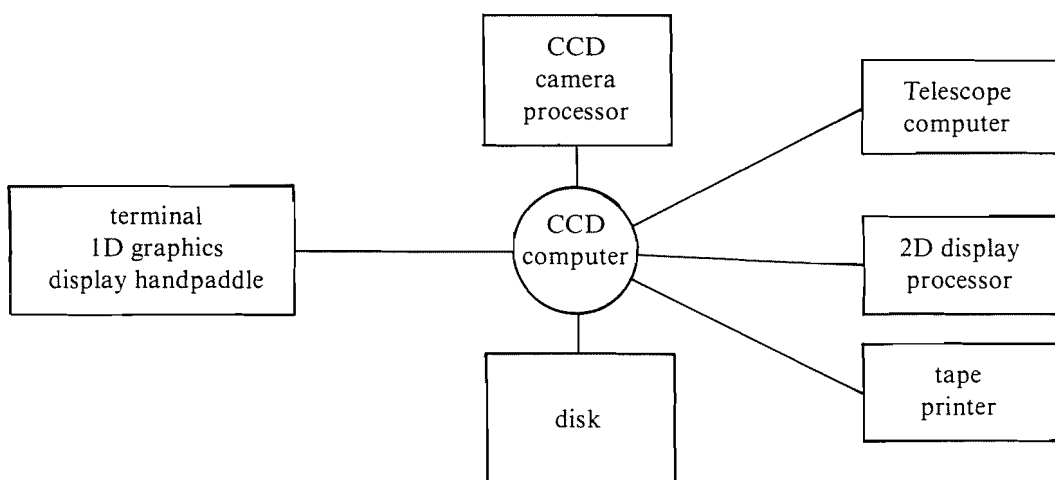 CCD
camera
processor
Telescope
computer
terminal
1D graphics
display handpaddle
CCD
computer
2D display
processor
disk
tape
printer